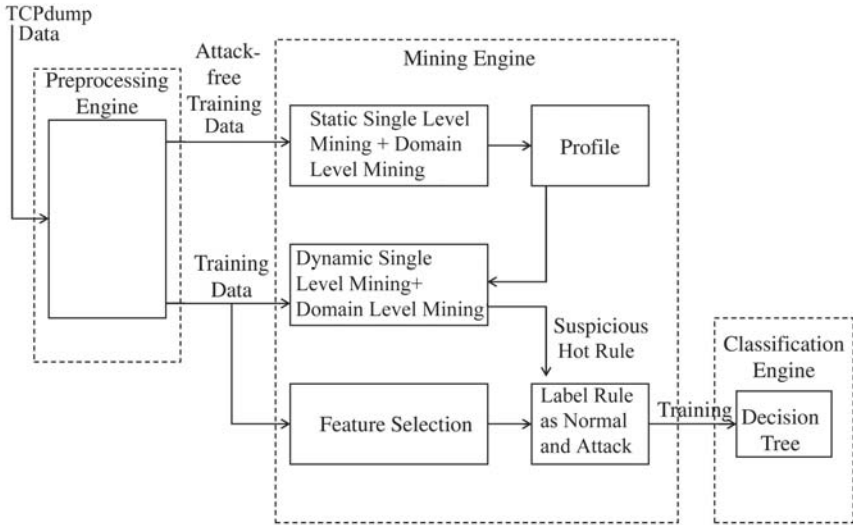 TCPdump
Data
Preprocessing
Engine
Attack-
free
Training
Data
Mining Engine
Static Single Level
Mining + Domain
Level Mining
Profile
Training
Data
Dynamic Single
Level Mining+
Domain Level Mining
Suspicious
Hot Rule
Feature Selection
Label Rule
as Normal
and Attack
Training
Classification
Engine
Decision
Tree